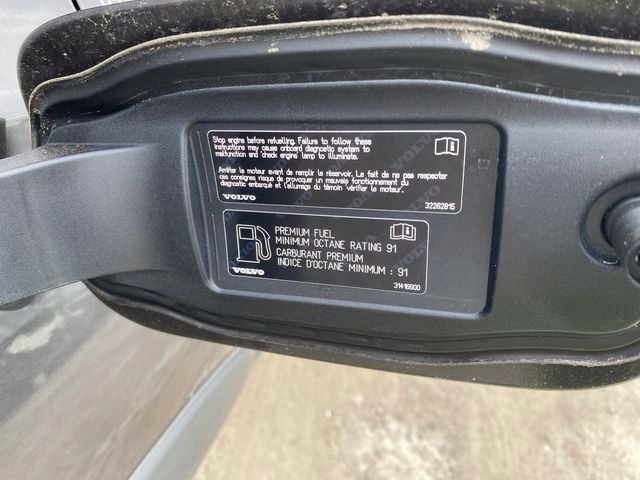 Stop engine before refuelling. Failure to follow these
instructions may cause onboard diagnostic system to
malfunction and check engine lamp to illuminate.
Arrêter le moteur avant de remplir le réservoir. Le fait de ne pas respecter
ces consignes risque de provoquer un mauvais fonctionnement du
diagnostic embarqué et l'allumage du témoin 'vérifier le moteur'.
VOLVO
32262815
PREMIUM FUEL
MINIMUM OCTANE RATING 91
CARBURANT PREMIUM
INDICE D'OCTANE MINIMUM : 91
VOLVO
31416600